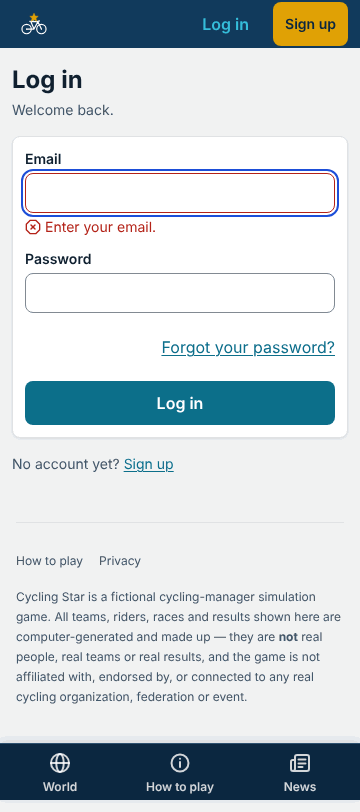 Log in
Sign up
Log in
Welcome back.
Email
Enter your email.
Password
Forgot your password?
Log in
No account yet? Sign up
How to play Privacy
Cycling Star is a fictional cycling-manager simulation
game. All teams, riders, races and results shown here are
computer-generated and made up — they are not real
people, real teams or real results, and the game is not
affiliated with, endorsed by, or connected to any real
cycling organization, federation or event.
World
How to play
News